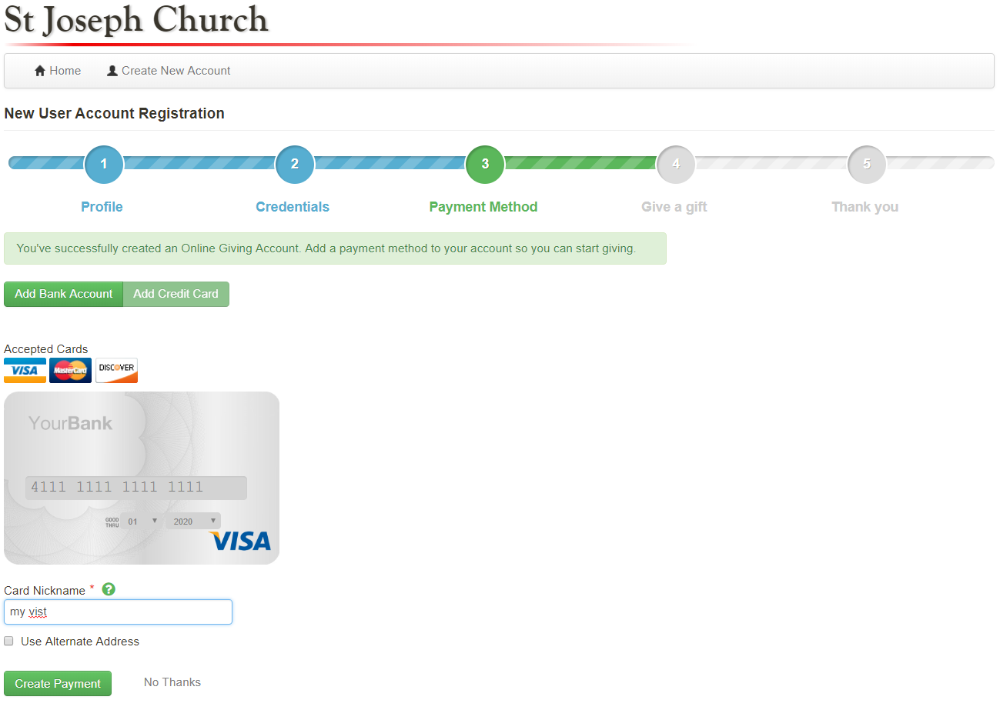 St Joseph Church
Home Create New Account
New User Account Registration
1 2 3 4 5
Profile Credentials Payment Method Give a gift Thank you
You've successfully created an Online Giving Account. Add a payment method to your account so you can start giving.
Add Bank Account Add Credit Card
Accepted Cards
VISA MasterCard DISCOVER
YourBank
4111 1111 1111 1111
GOOD THRU 01 2020
VISA
Card Nickname * ?
my vist
Use Alternate Address
Create Payment No Thanks